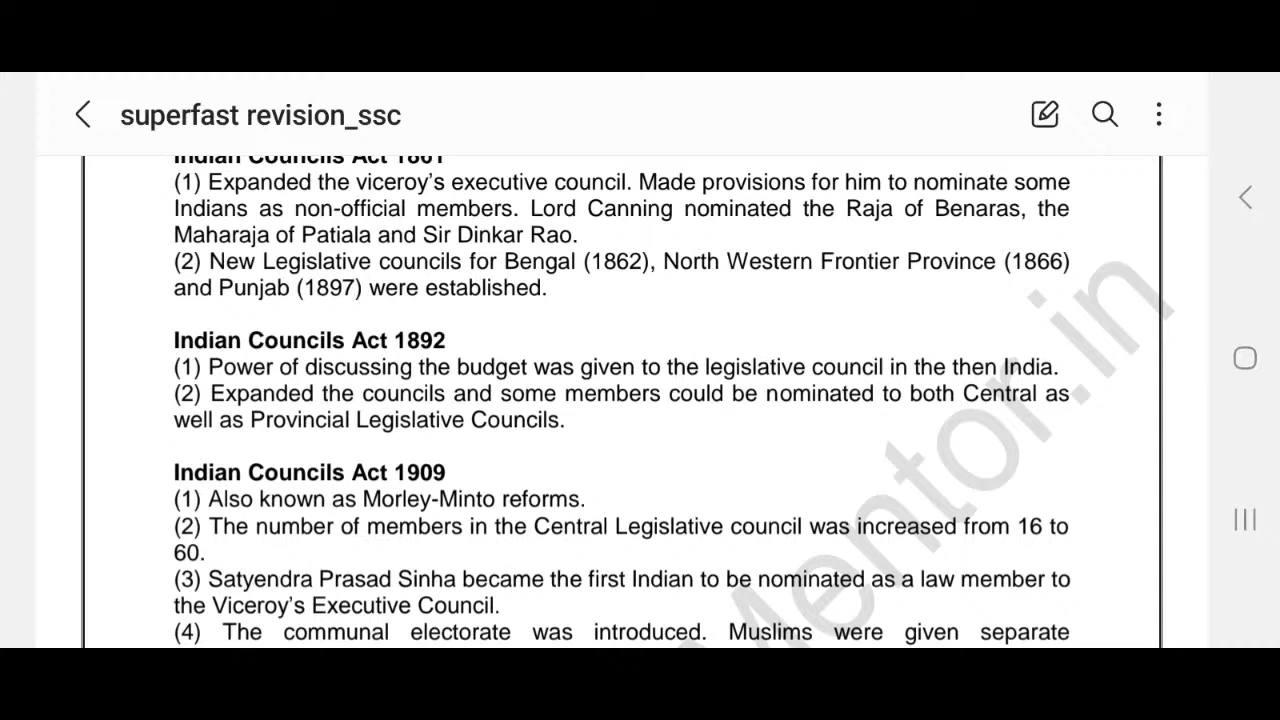 superfast revision_ssc
Indian Councils Act 1861
(1) Expanded the viceroy's executive council. Made provisions for him to nominate some
Indians as non-official members. Lord Canning nominated the Raja of Benaras, the
Maharaja of Patiala and Sir Dinkar Rao.
(2) New Legislative councils for Bengal (1862), North Western Frontier Province (1866)
and Punjab (1897) were established.
Indian Councils Act 1892
(1) Power of discussing the budget was given to the legislative council in the then India.
(2) Expanded the councils and some members could be nominated to both Central as
well as Provincial Legislative Councils.
Indian Councils Act 1909
(1) Also known as Morley-Minto reforms.
(2) The number of members in the Central Legislative council was increased from 16 to
60.
(3) Satyendra Prasad Sinha became the first Indian to be nominated as a law member to
the Viceroy's Executive Council.
(4) The communal electorate was introduced. Muslims were given separate
Mentor.in